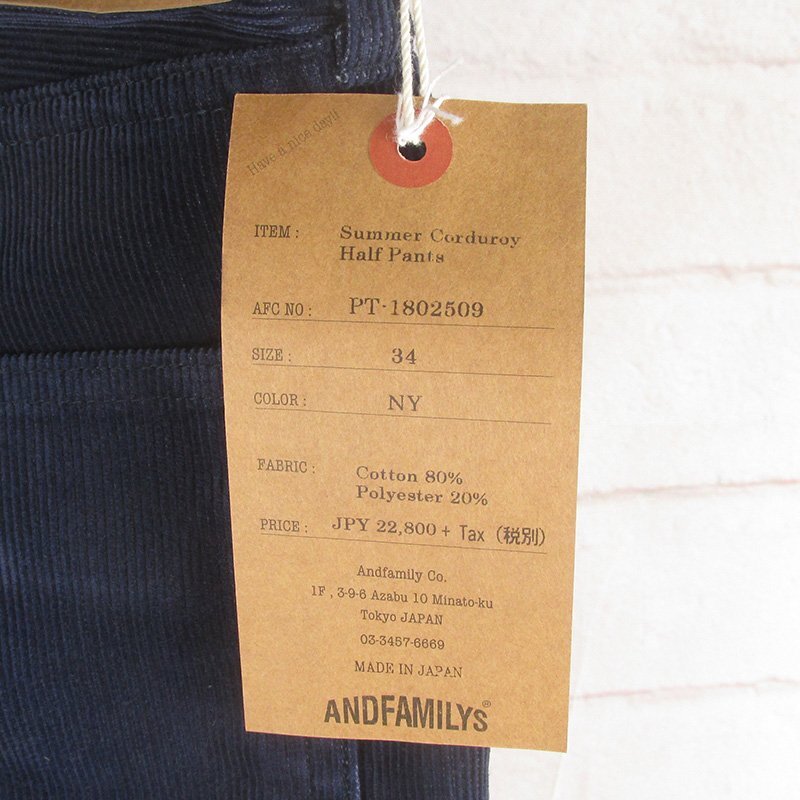 Have a nice day!!
ITEM : Summer Corduroy
Half Pants
AFC NO : PT-1802509
SIZE : 34
COLOR : NY
FABRIC : Cotton 80%
Polyester 20%
PRICE : JPY 22,800 + Tax (税別)
Andfamily Co.
1F , 3-9-6 Azabu 10 Minato-ku
Tokyo JAPAN
03-3457-6669
MADE IN JAPAN
ANDFAMILYS®